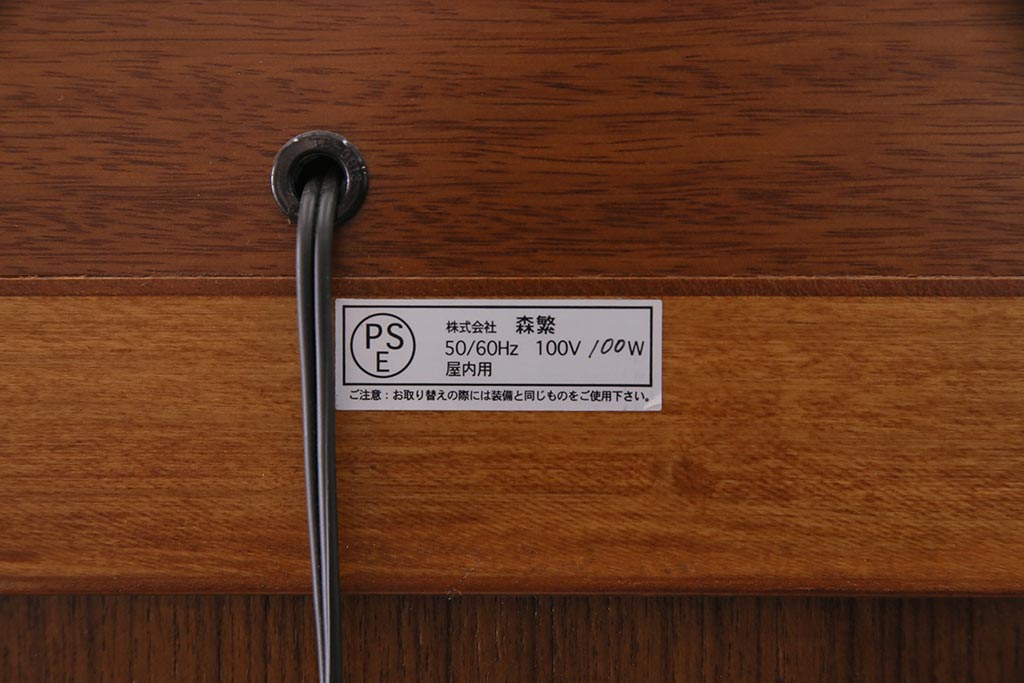 PS
E
株式会社 森繁
50/60Hz 100V 100W
屋内用
ご注意：お取り替えの際には装備と同じものをご使用下さい。